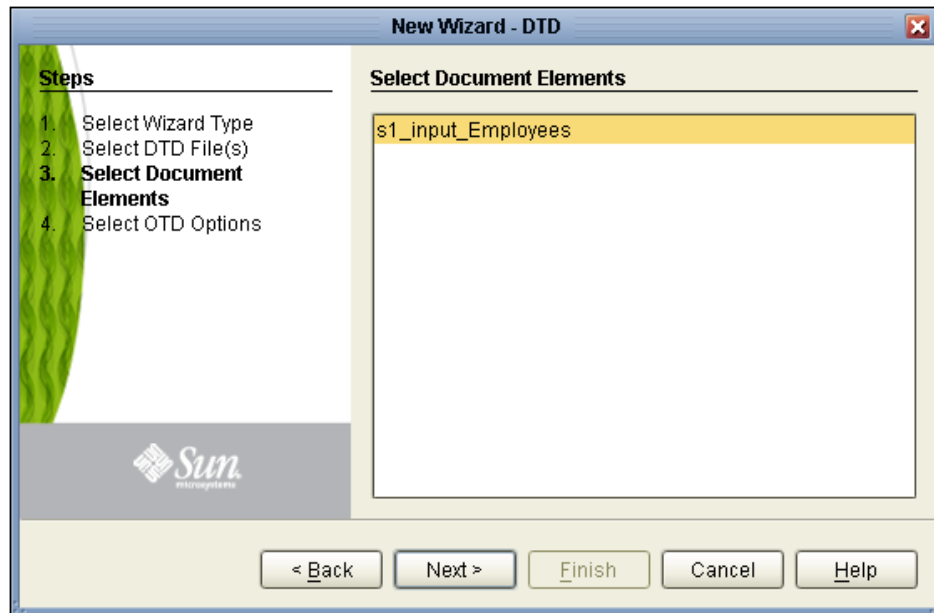 New Wizard - DTD
Steps
1. Select Wizard Type
2. Select DTD File(s)
3. Select Document
Elements
4. Select OTD Options
Sun
microsystems
Select Document Elements
s1_input_Employees
< Back
Next >
Finish
Cancel
Help